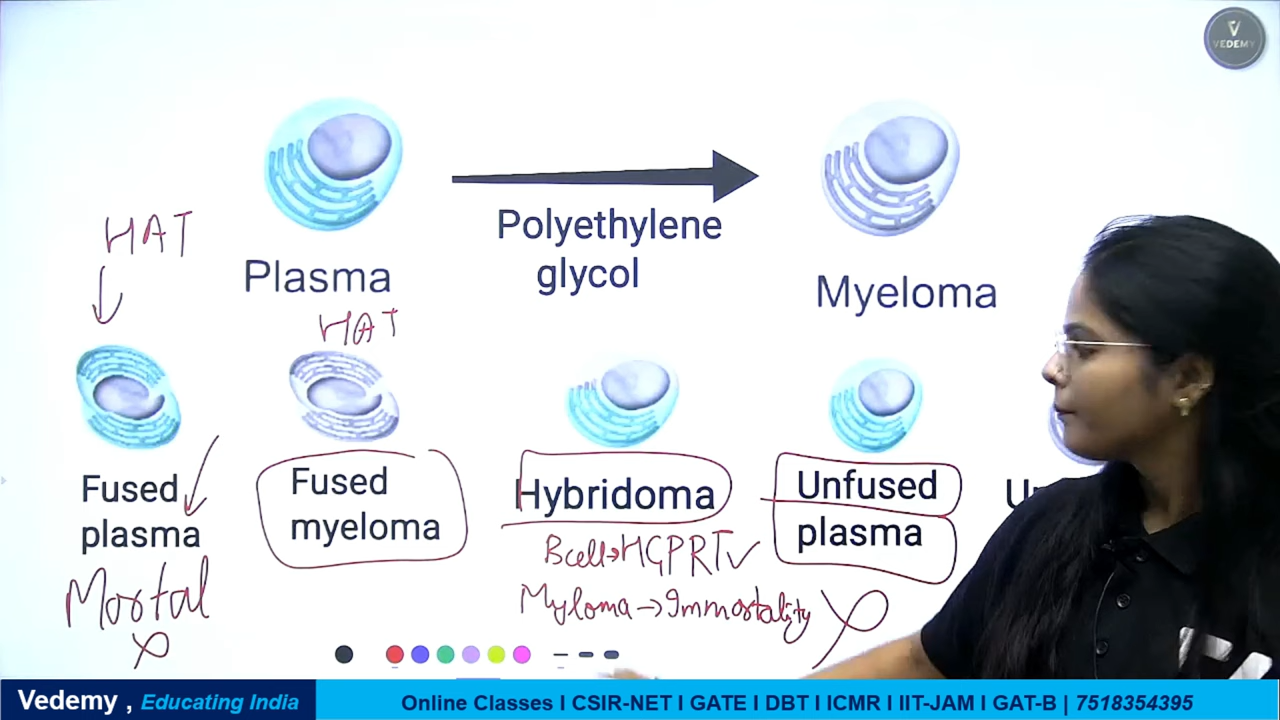 V
VEDEMY
Polyethylene
glycol
HAT
Plasma
Myeloma
HAT
Fused
plasma
Fused
myeloma
Hybridoma
Unfused
plasma
Bcell→HGPRT✓
Mortal
Myloma→Immortality
Vedemy , Educating India
Online Classes I CSIR-NET I GATE I DBT I ICMR I IIT-JAM I GAT-B | 7518354395